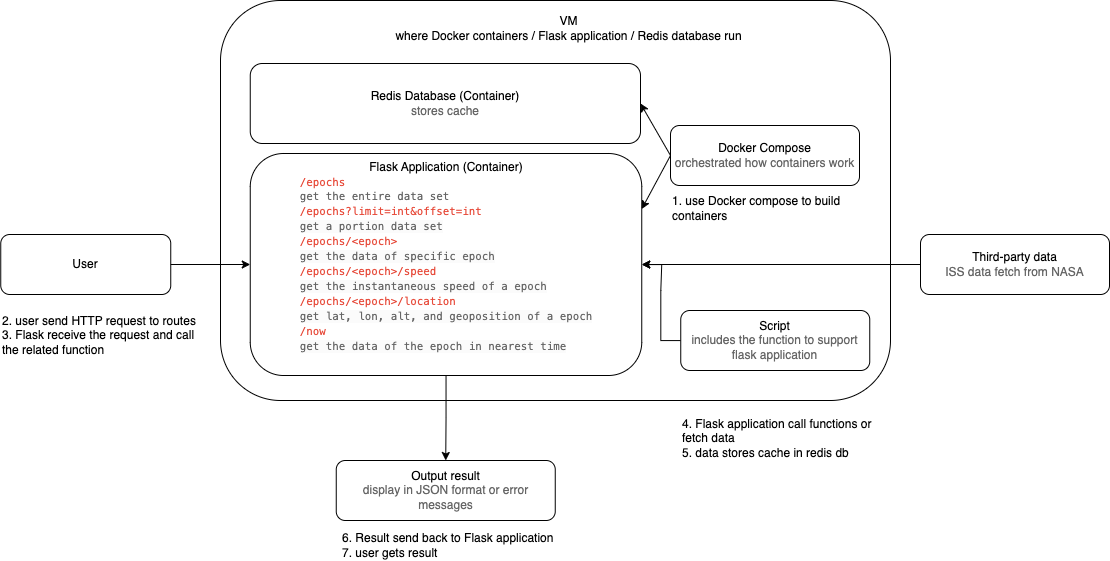 VM
where Docker containers / Flask application / Redis database run
Redis Database (Container)
stores cache
Docker Compose
orchestrated how containers work
1. use Docker compose to build
containers
Flask Application (Container)
/epochs
get the entire data set
/epochs?limit=int&offset=int
get a portion data set
/epochs/<epoch>
get the data of specific epoch
/epochs/<epoch>/speed
get the instantaneous speed of a epoch
/epochs/<epoch>/location
get lat, lon, alt, and geoposition of a epoch
/now
get the data of the epoch in nearest time
User
2. user send HTTP request to routes
3. Flask receive the request and call
the related function
Third-party data
ISS data fetch from NASA
Script
includes the function to support
flask application
4. Flask application call functions or
fetch data
5. data stores cache in redis db
Output result
display in JSON format or error
messages
6. Result send back to Flask application
7. user gets result